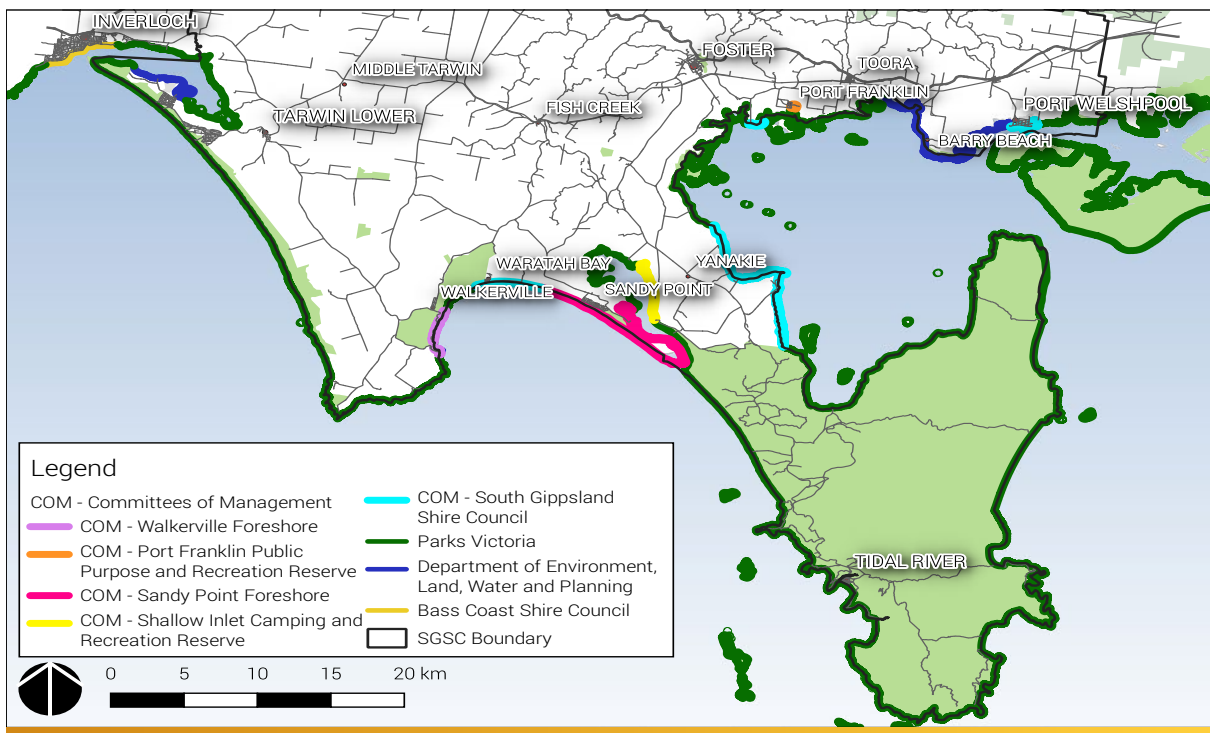 INVERLOCH
FOSTER
MIDDLE TARWIN
TOORA
PORT FRANKLIN
FISH CREEK
PORT WELSHPOOL
TARWIN LOWER
BARRY BEACH
WARATAH BAY
YANAKIE
WALKERVILLE
SANDY POINT
TIDAL RIVER
Legend
COM - Committees of Management
COM - Walkerville Foreshore
COM - Port Franklin Public
Purpose and Recreation Reserve
COM - Sandy Point Foreshore
COM - Shallow Inlet Camping and
Recreation Reserve
COM - South Gippsland
Shire Council
Parks Victoria
Department of Environment,
Land, Water and Planning
Bass Coast Shire Council
SGSC Boundary
0 5 10 15 20 km